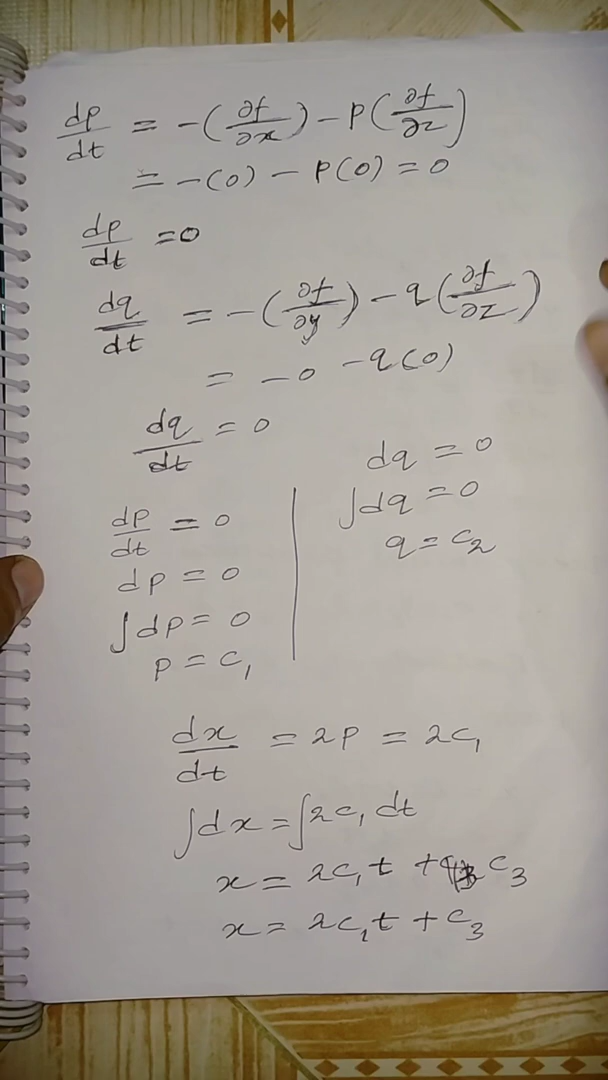 dp/dt = -(∂f/∂x) - p(∂f/∂z)
= -(0) - p(0) = 0
dp/dt = 0
dq/dt = -(∂f/∂y) - q(∂f/∂z)
= -0 - q(0)
dq/dt = 0
dp/dt = 0
dp = 0
∫dp = 0
p = c₁
dq = 0
∫dq = 0
q = c₂
dx/dt = 2p = 2c₁
∫dx = ∫2c₁ dt
x = 2c₁t + c₃
x = 2c₁t + c₃